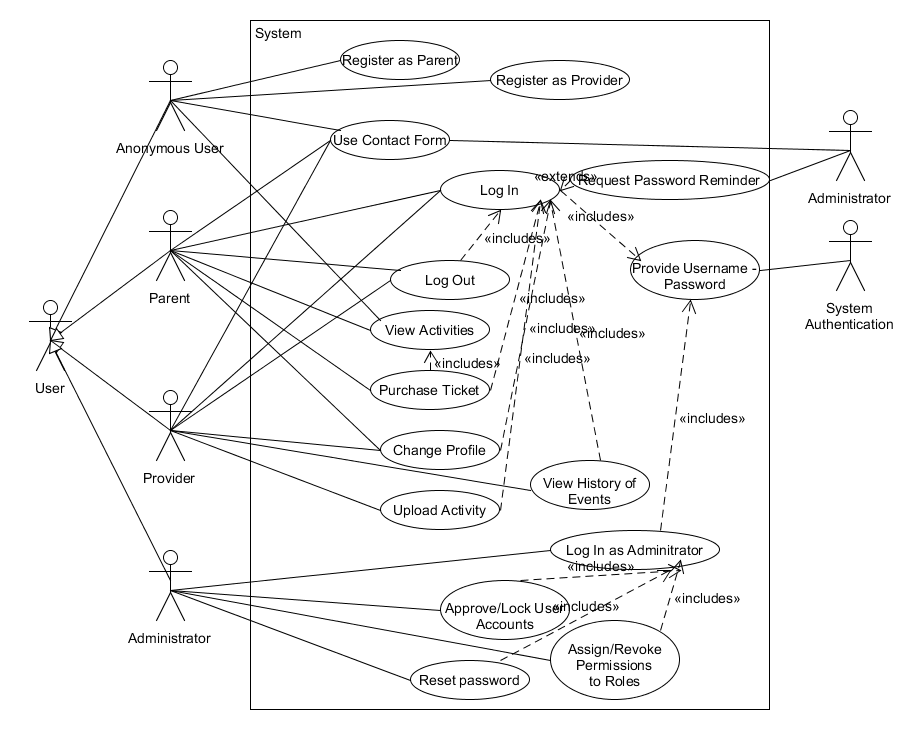 System
Register as Parent
Register as Provider
Anonymous User
Use Contact Form
Administrator
«extends»
Request Password Reminder
Log In
«includes»
Parent
«includes»
Provide Username -
Password
System
Authentication
Log Out
«includes»
View Activities
«includes»
«includes»
«includes»
«includes»
User
Purchase Ticket
«includes»
Provider
Change Profile
View History of
Events
Upload Activity
Log In as Adminitrator
«includes»
Administrator
Approve/Lock User
Accounts
«includes»
«includes»
Assign/Revoke
Permissions
to Roles
Reset password